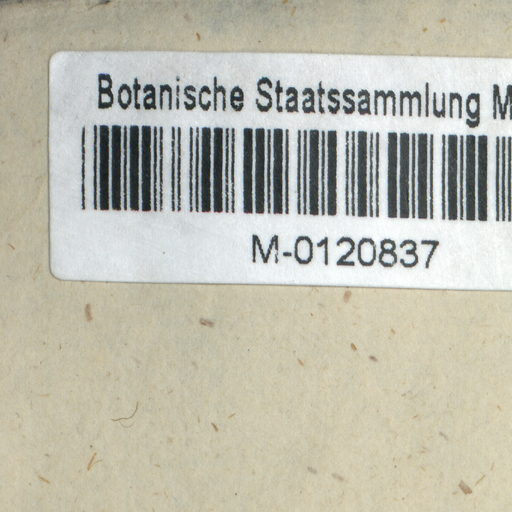 Botanische Staatssammlung M
M-0120837